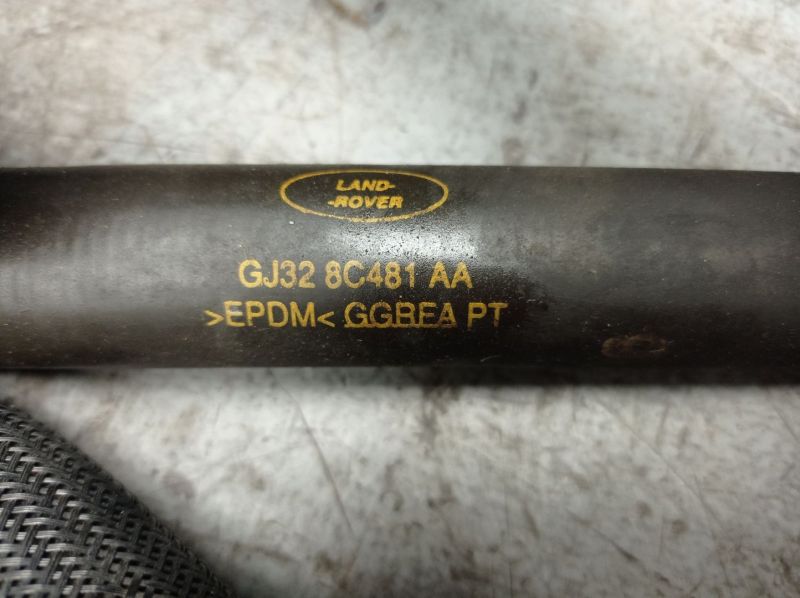 LAND-
-ROVER
GJ32 8C481 AA
>EPDM< GGBEA PT